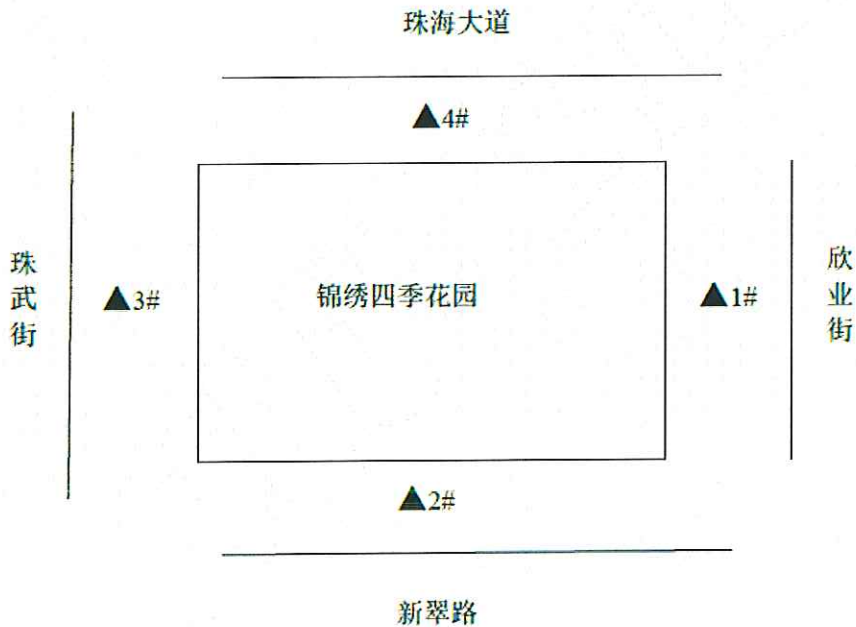 珠海大道
▲4#
珠武街
▲3#
锦绣四季花园
▲1#
欣业街
▲2#
新翠路